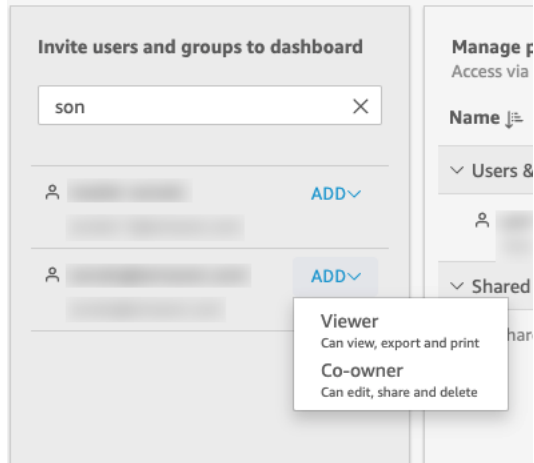 Invite users and groups to dashboard
son
ADD
ADD
Viewer
Can view, export and print
Co-owner
Can edit, share and delete
Manage
Access via
Name
Users &
Shared